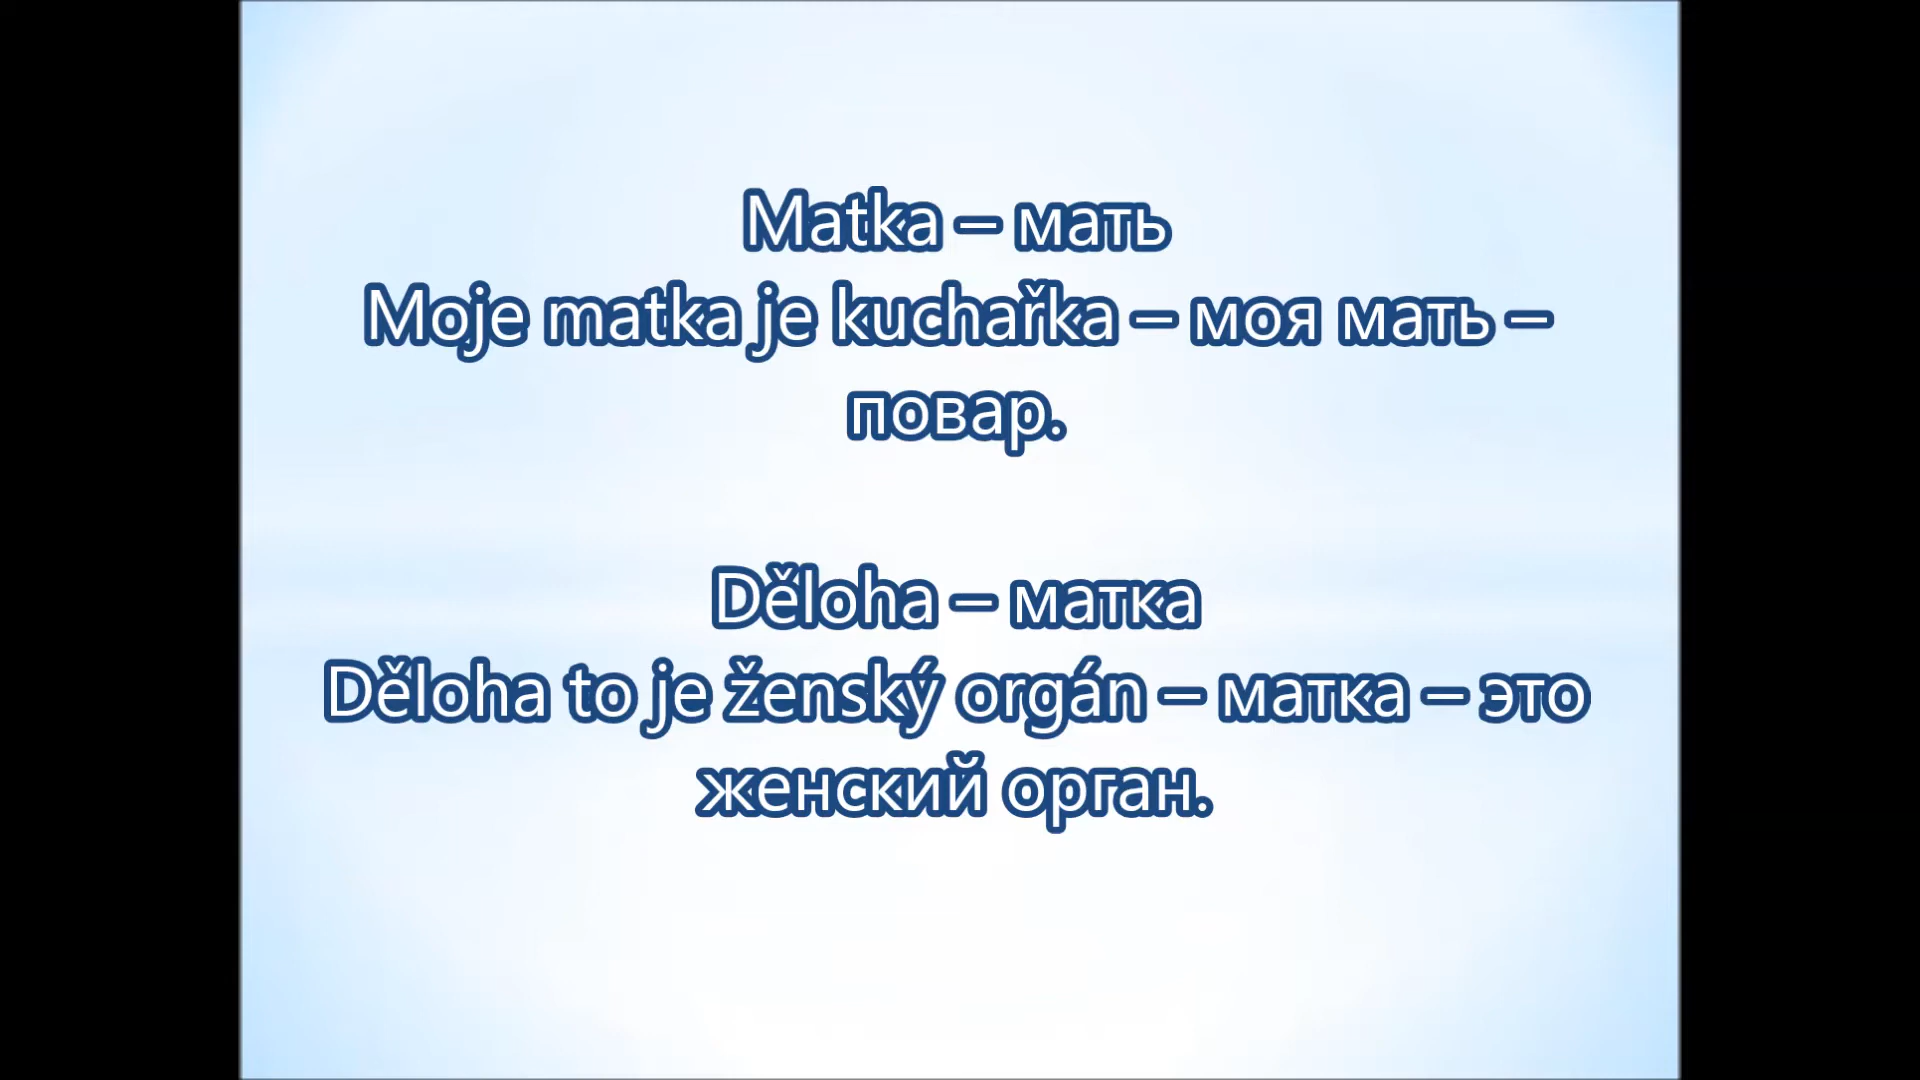 Matka – мать
Moje matka je kuchařka – моя мать –
повар.
Děloha – матка
Děloha to je ženský orgán – матка – это
женский орган.